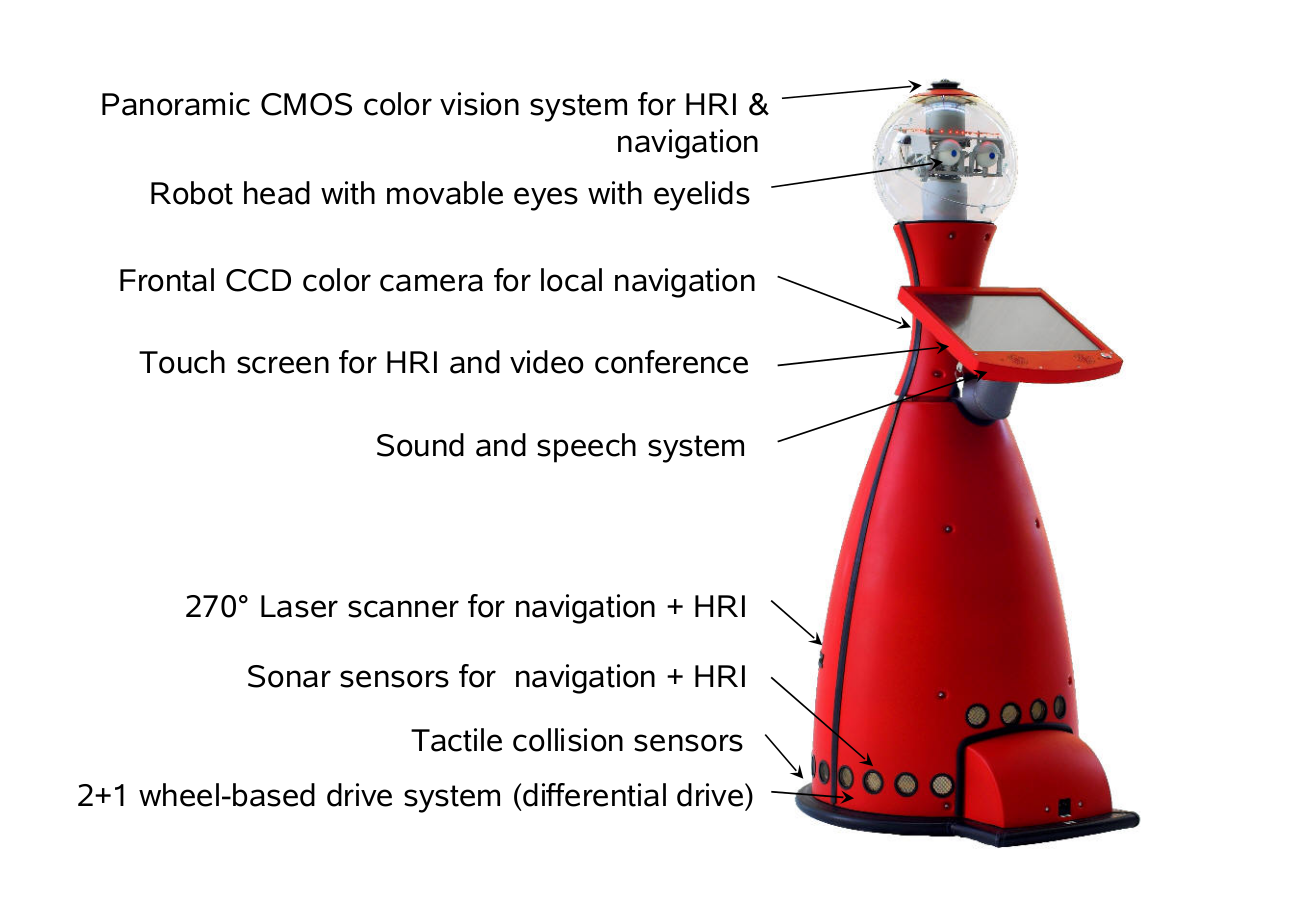 Panoramic CMOS color vision system for HRI &
navigation
Robot head with movable eyes with eyelids
Frontal CCD color camera for local navigation
Touch screen for HRI and video conference
Sound and speech system
270° Laser scanner for navigation + HRI
Sonar sensors for  navigation + HRI
Tactile collision sensors
2+1 wheel-based drive system (differential drive)